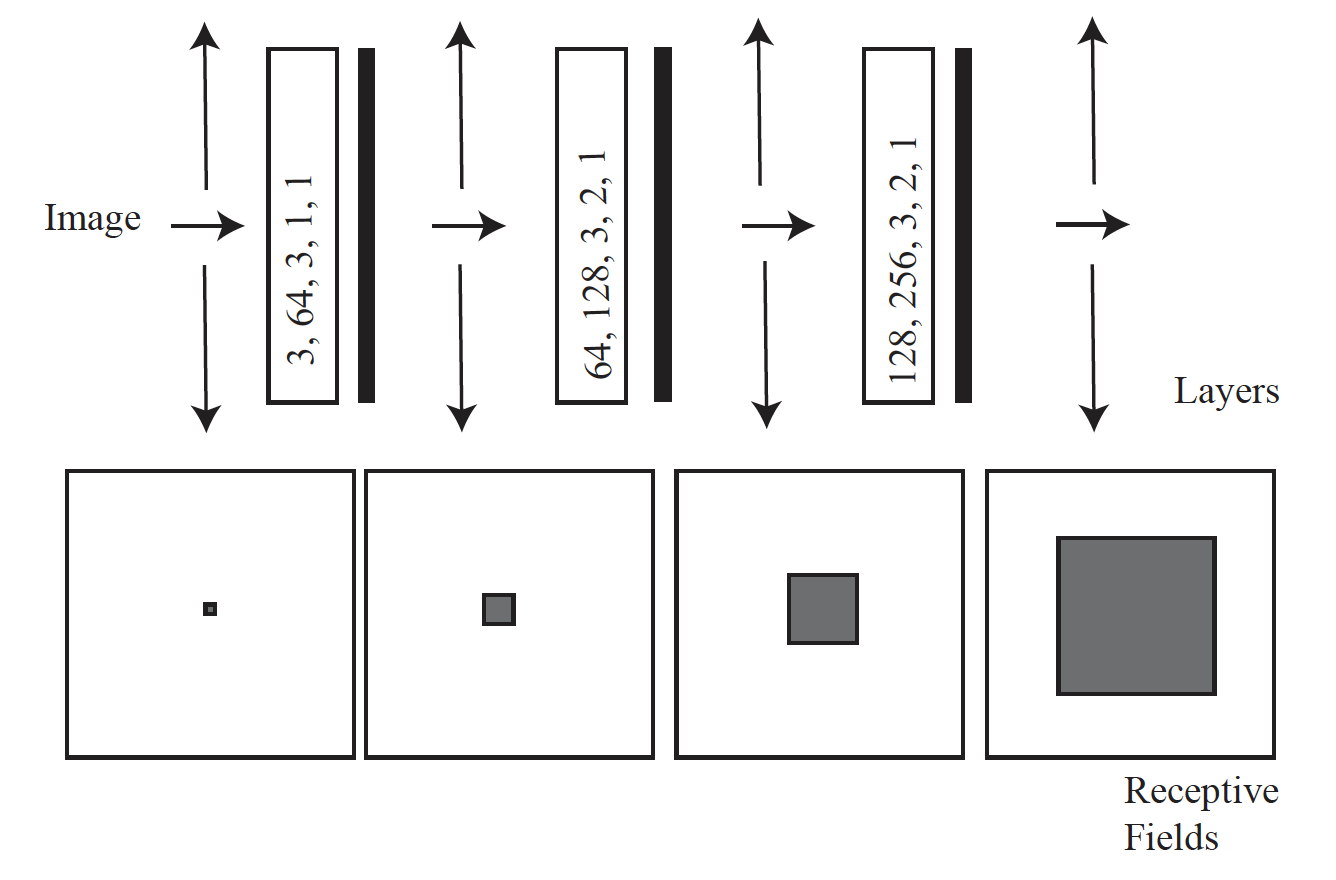 Image
3, 64, 3, 1, 1
64, 128, 3, 2, 1
128, 256, 3, 2, 1
Layers
Receptive
Fields